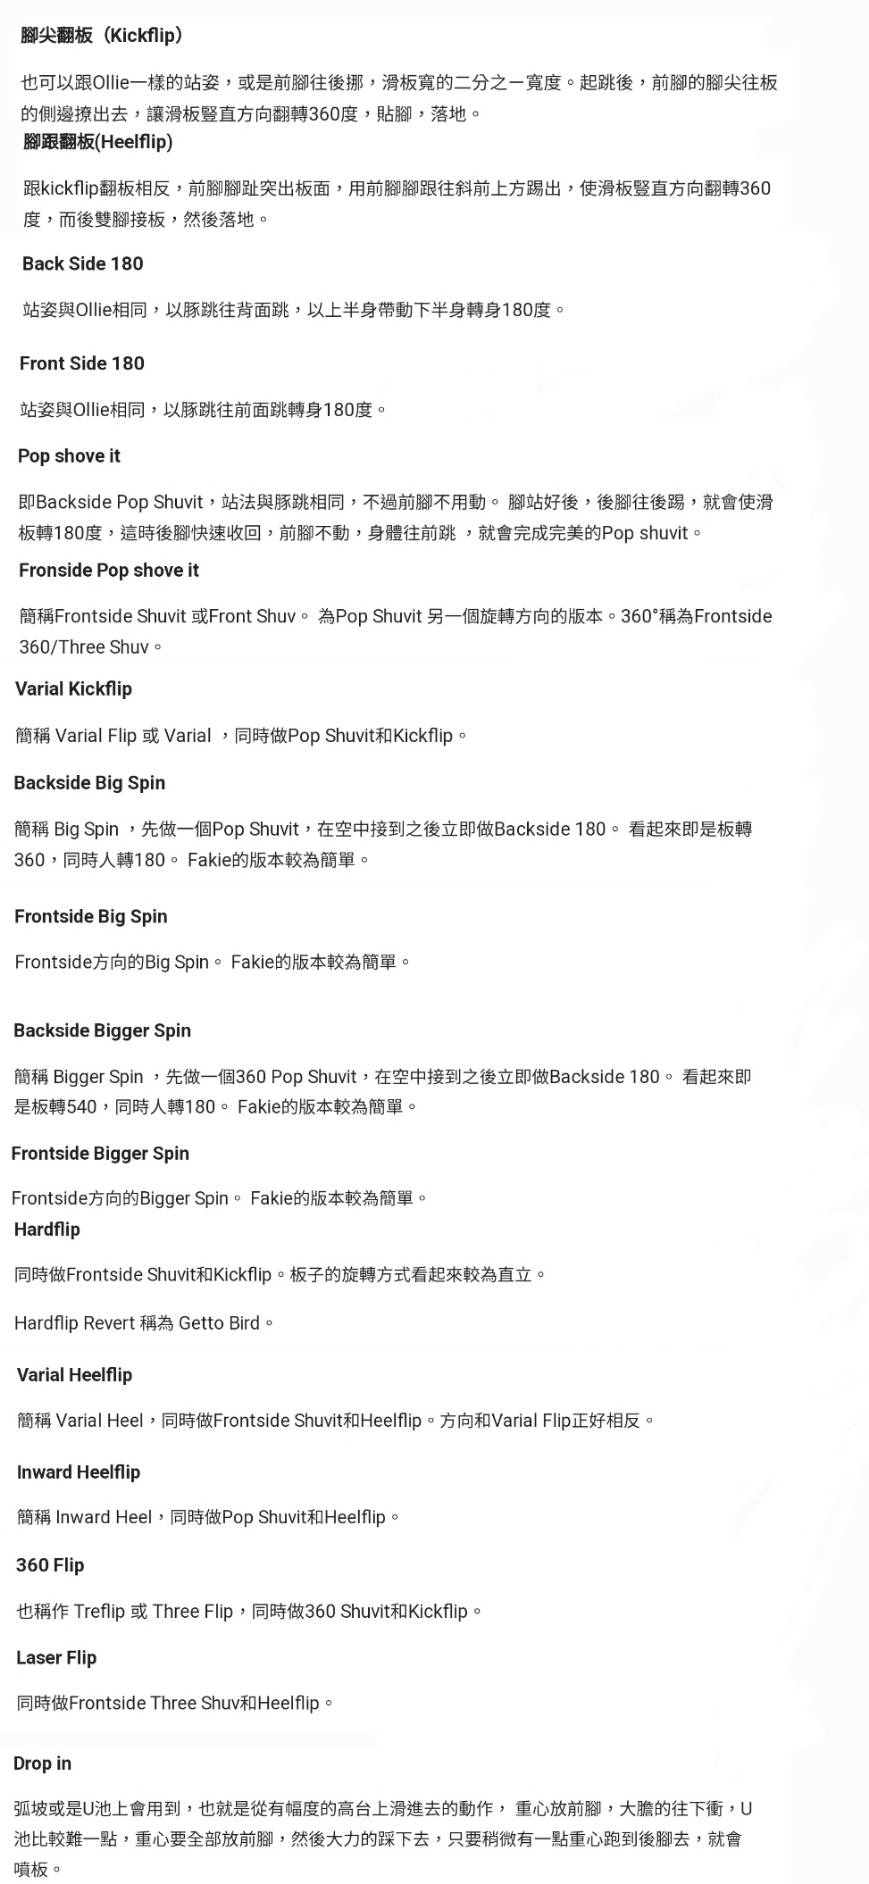 腳尖翻板（Kickflip）
也可以跟Ollie一樣的站姿，或是前腳往後挪，滑板寬的二分之一寬度。起跳後，前腳的腳尖往板
的側邊撩出去，讓滑板豎直方向翻轉360度，貼腳，落地。
腳跟翻板(Heelflip)
跟kickflip翻板相反，前腳腳趾突出板面，用前腳腳跟往斜前上方踢出，使滑板豎直方向翻轉360
度，而後雙腳接板，然後落地。
Back Side 180
站姿與Ollie相同，以豚跳往背面跳，以上半身帶動下半身轉身180度。
Front Side 180
站姿與Ollie相同，以豚跳往前面跳轉身180度。
Pop shove it
即Backside Pop Shuvit，站法與豚跳相同，不過前腳不用動。 腳站好後，後腳往後踢，就會使滑
板轉180度，這時後腳快速收回，前腳不動，身體往前跳 ，就會完成完美的Pop shuvit。
Fronside Pop shove it
簡稱Frontside Shuvit 或Front Shuv。 為Pop Shuvit 另一個旋轉方向的版本。360°稱為Frontside
360/Three Shuv。
Varial Kickflip
簡稱 Varial Flip 或 Varial ，同時做Pop Shuvit和Kickflip。
Backside Big Spin
簡稱 Big Spin ，先做一個Pop Shuvit，在空中接到之後立即做Backside 180。 看起來即是板轉
360，同時人轉180。 Fakie的版本較為簡單。
Frontside Big Spin
Frontside方向的Big Spin。 Fakie的版本較為簡單。
Backside Bigger Spin
簡稱 Bigger Spin ，先做一個360 Pop Shuvit，在空中接到之後立即做Backside 180。 看起來即
是板轉540，同時人轉180。 Fakie的版本較為簡單。
Frontside Bigger Spin
Frontside方向的Bigger Spin。 Fakie的版本較為簡單。
Hardflip
同時做Frontside Shuvit和Kickflip。板子的旋轉方式看起來較為直立。
Hardflip Revert 稱為 Getto Bird。
Varial Heelflip
簡稱 Varial Heel，同時做Frontside Shuvit和Heelflip。方向和Varial Flip正好相反。
Inward Heelflip
簡稱 Inward Heel，同時做Pop Shuvit和Heelflip。
360 Flip
也稱作 Treflip 或 Three Flip，同時做360 Shuvit和Kickflip。
Laser Flip
同時做Frontside Three Shuv和Heelflip。
Drop in
弧坡或是U池上會用到，也就是從有幅度的高台上滑進去的動作， 重心放前腳，大膽的往下衝，U
池比較難一點，重心要全部放前腳，然後大力的踩下去，只要稍微有一點重心跑到後腳去，就會
噴板。